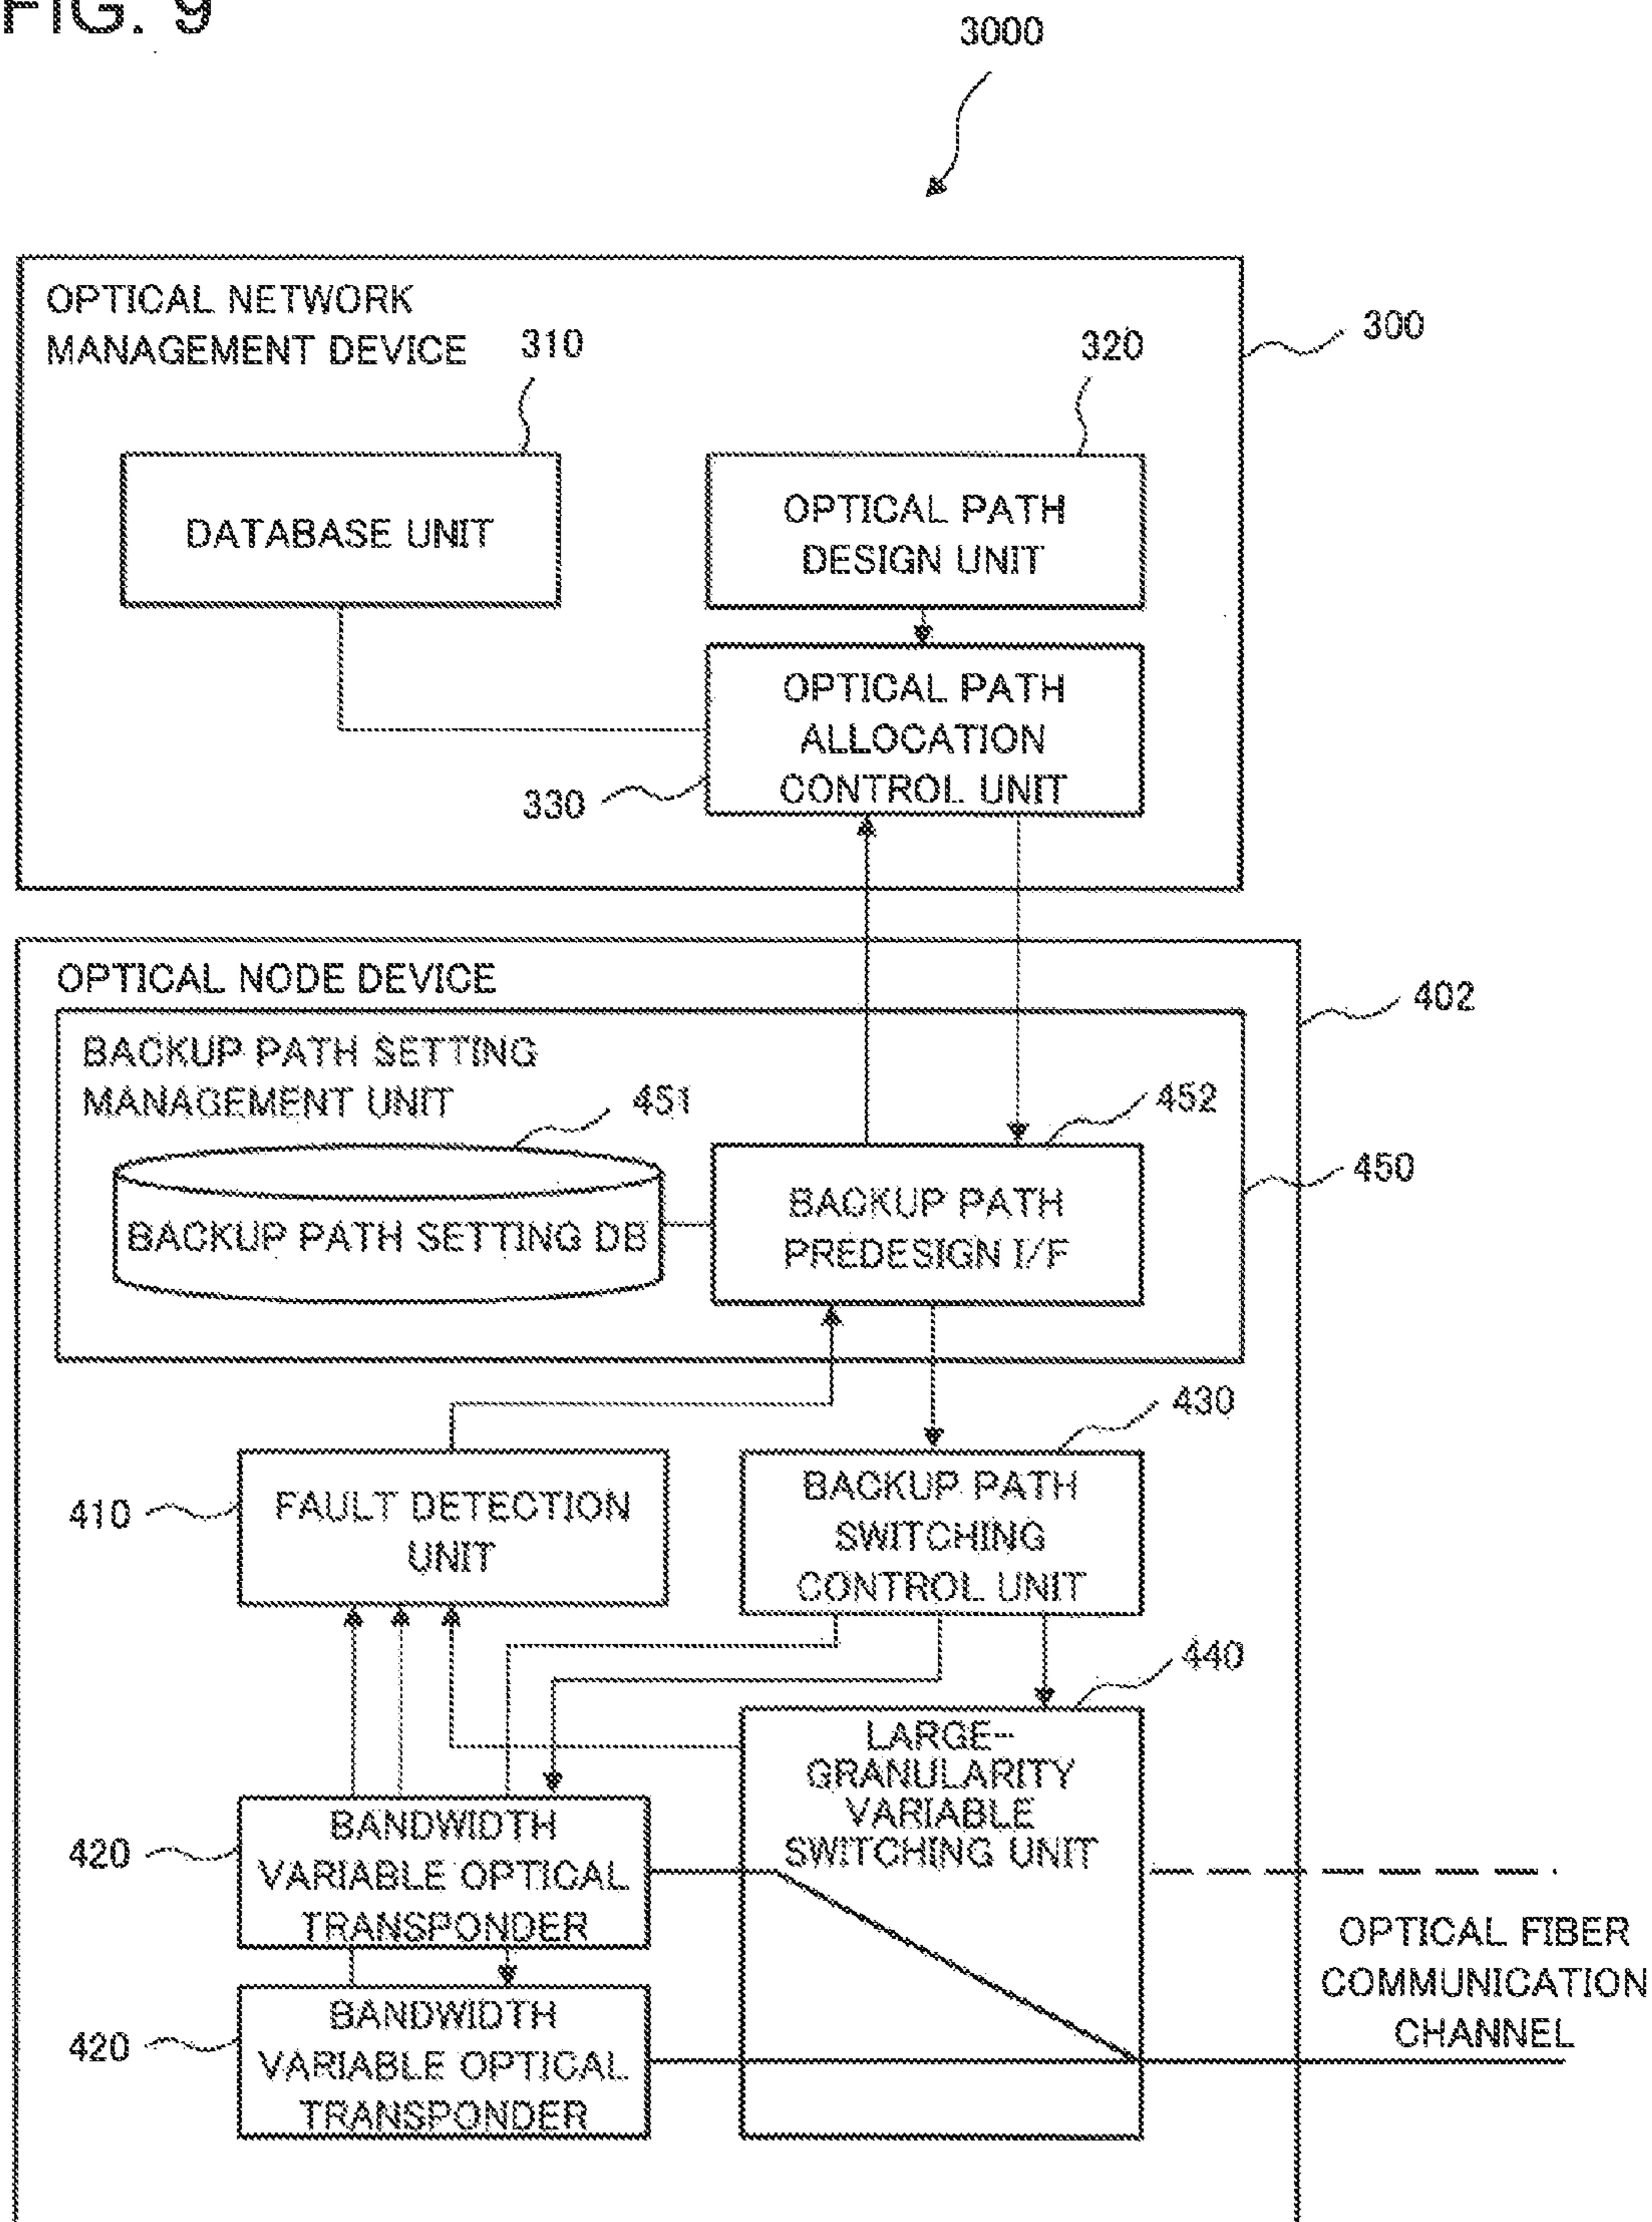 FIG. 9
3000
OPTICAL NETWORK
MANAGEMENT DEVICE
310
320
300
DATABASE UNIT
OPTICAL PATH
DESIGN UNIT
OPTICAL PATH
ALLOCATION
CONTROL UNIT
330
OPTICAL NODE DEVICE
402
BACKUP PATH SETTING
MANAGEMENT UNIT
451
452
450
BACKUP PATH SETTING DB
BACKUP PATH
PREDESIGN I/F
430
410
FAULT DETECTION
UNIT
BACKUP PATH
SWITCHING
CONTROL UNIT
440
LARGE-
GRANULARITY
VARIABLE
SWITCHING UNIT
420
BANDWIDTH
VARIABLE OPTICAL
TRANSPONDER
OPTICAL FIBER
COMMUNICATION
CHANNEL
420
BANDWIDTH
VARIABLE OPTICAL
TRANSPONDER